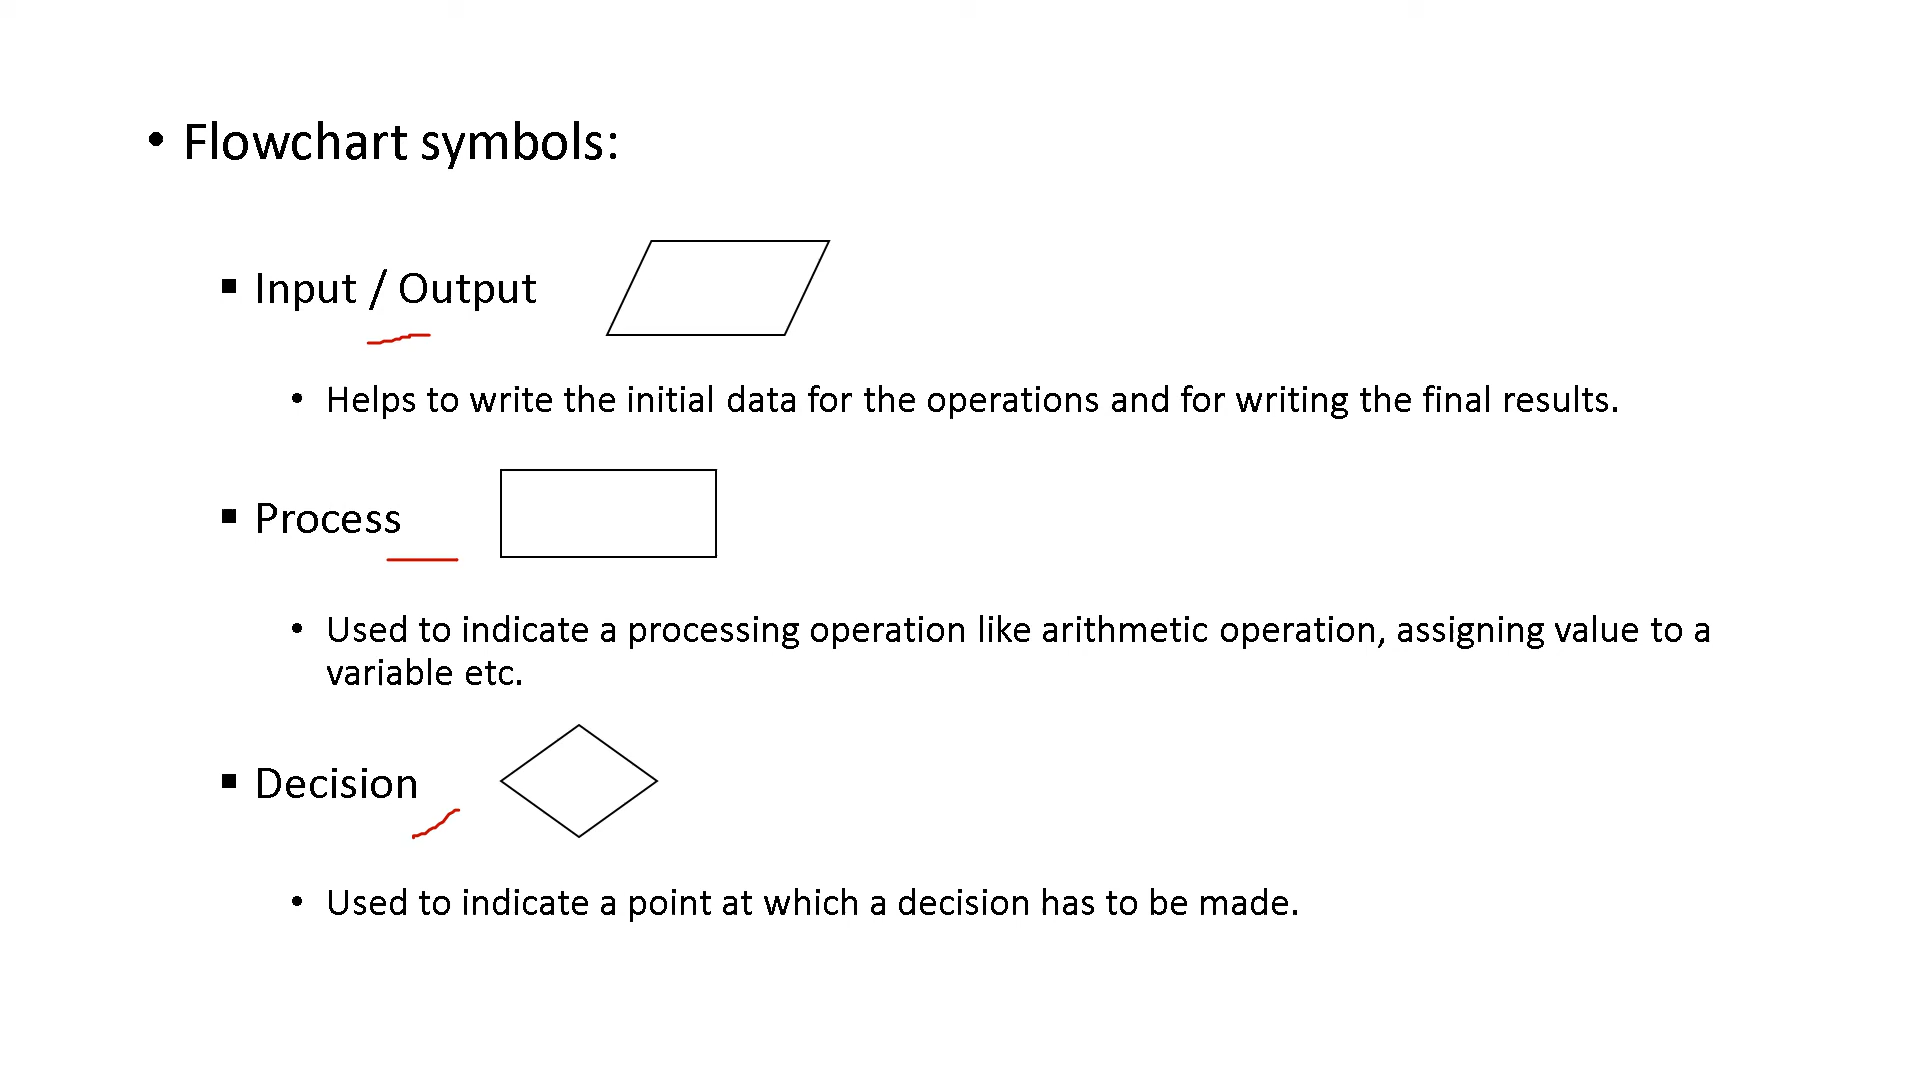 • Flowchart symbols:
▪ Input / Output
• Helps to write the initial data for the operations and for writing the final results.
▪ Process
• Used to indicate a processing operation like arithmetic operation, assigning value to a
variable etc.
▪ Decision
• Used to indicate a point at which a decision has to be made.